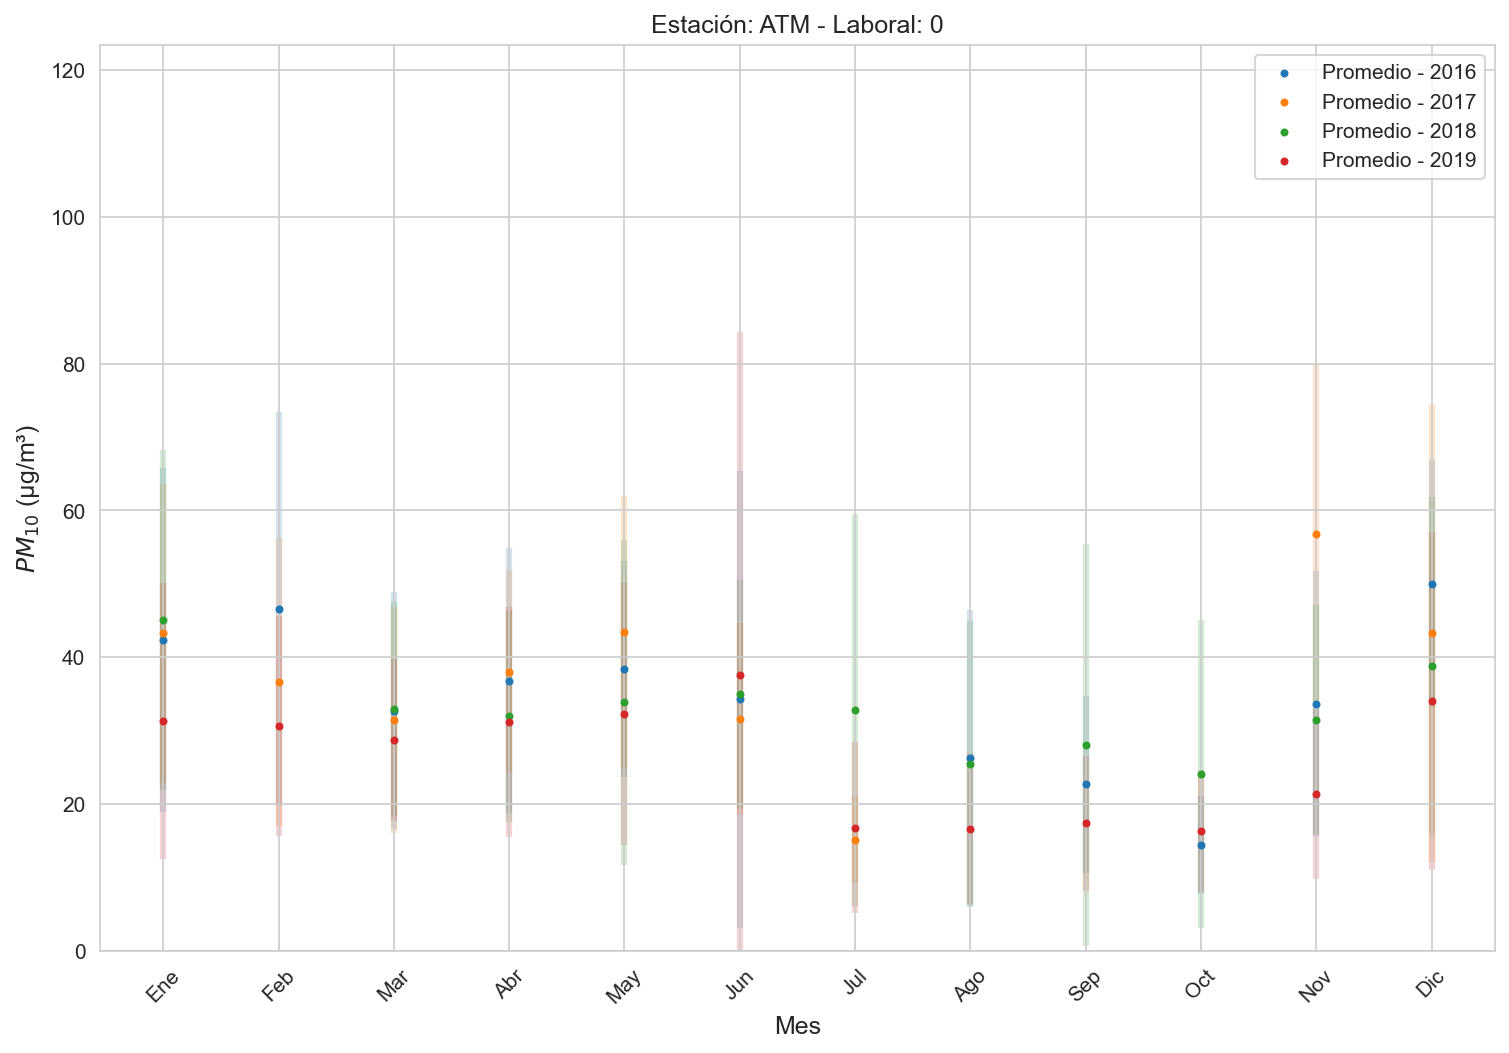 Estación: ATM - Laboral: 0
Promedio - 2016
Promedio - 2017
Promedio - 2018
Promedio - 2019
120
100
80
60
40
20
0
PM₁₀ (µg/m³)
Ene Feb Mar Abr May Jun Jul Ago Sep Oct Nov Dic
Mes